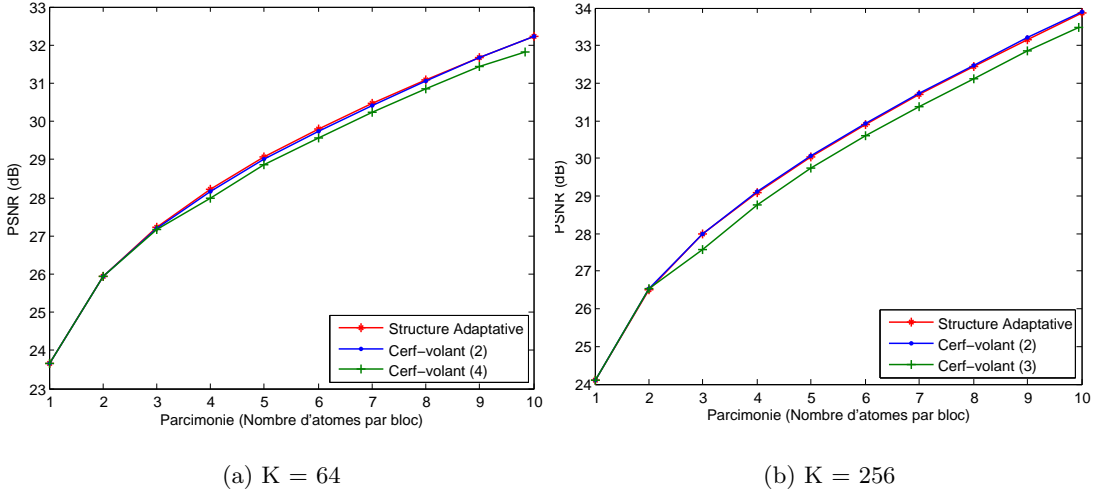 33
32
31
30
29
28
27
26
25
24
23
1 2 3 4 5 6 7 8 9 10
PSNR (dB)
Parcimonie (Nombre d'atomes par bloc)
Structure Adaptative
Cerf-volant (2)
Cerf-volant (4)
(a) K = 64
34
33
32
31
30
29
28
27
26
25
24
1 2 3 4 5 6 7 8 9 10
PSNR (dB)
Parcimonie (Nombre d'atomes par bloc)
Structure Adaptative
Cerf-volant (2)
Cerf-volant (3)
(b) K = 256